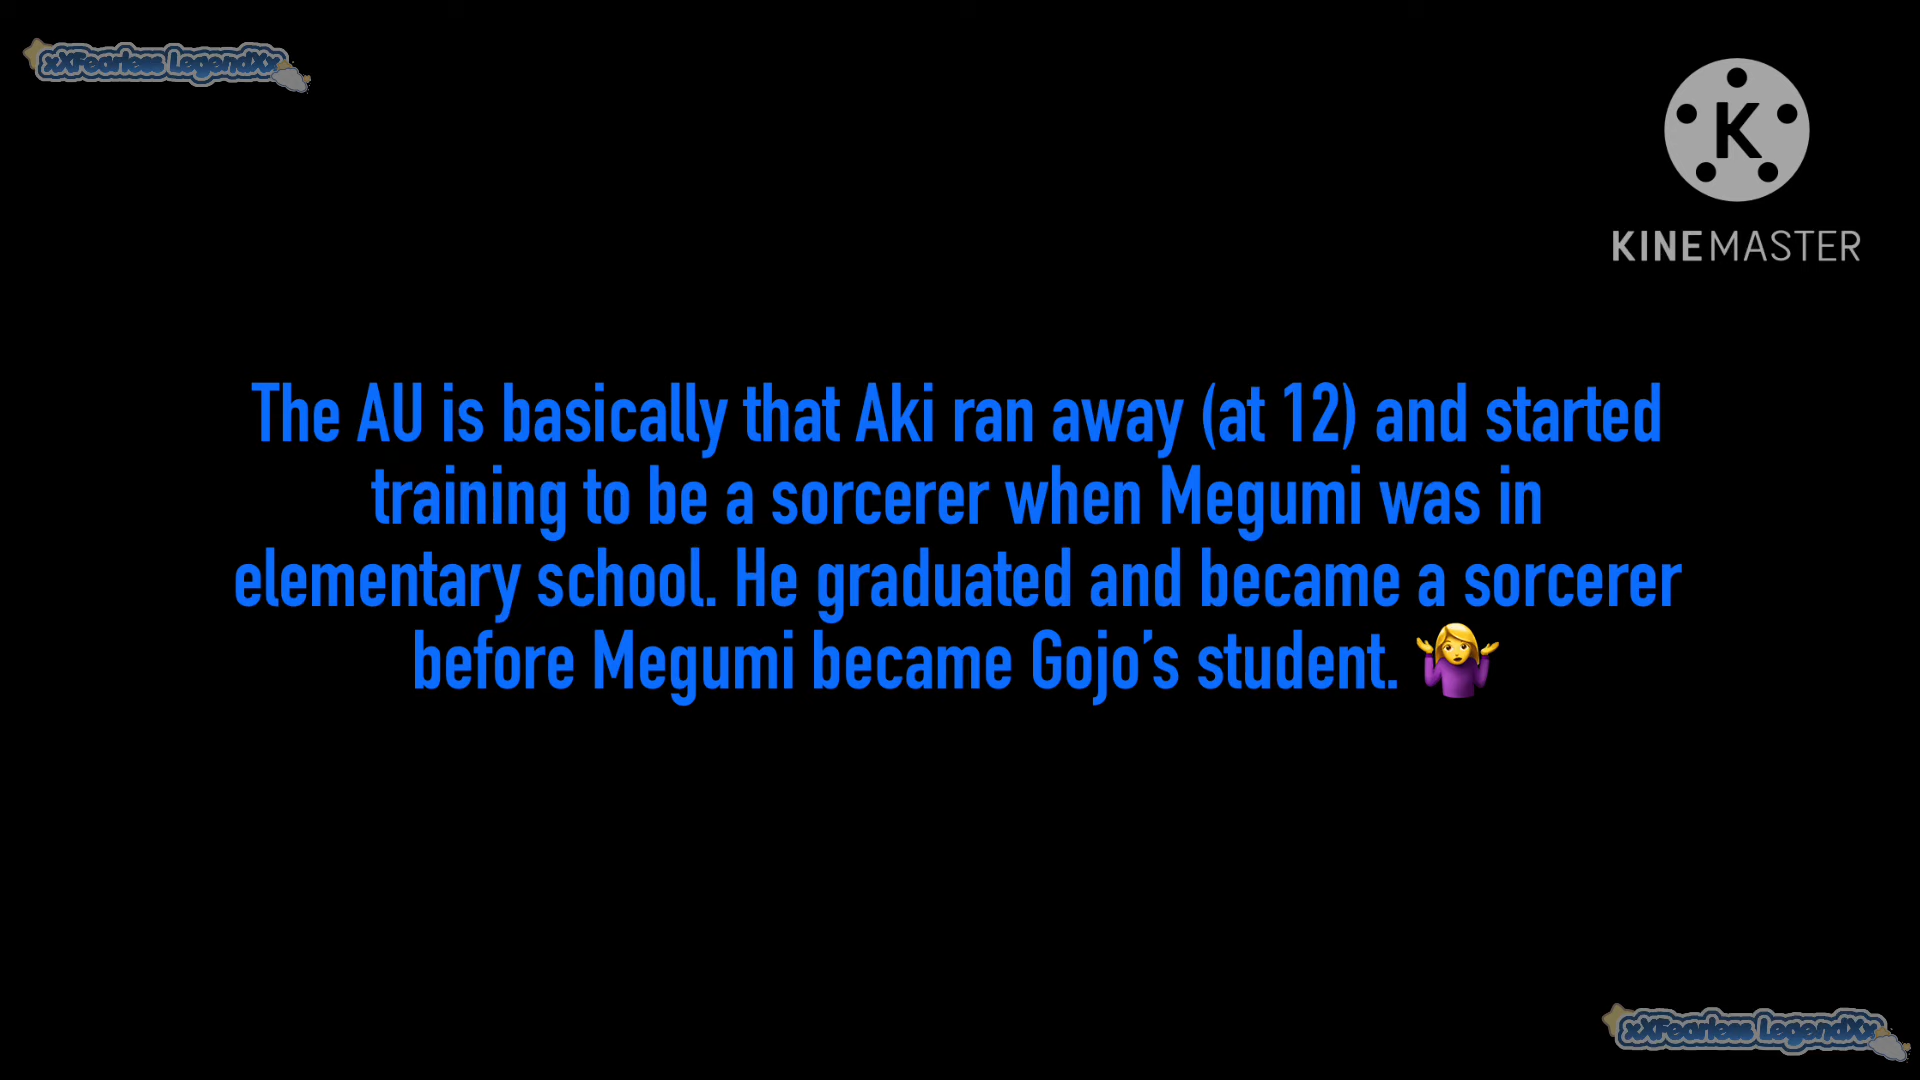 xXFearless LegendXx
K
KINEMASTER
The AU is basically that Aki ran away (at 12) and started
training to be a sorcerer when Megumi was in
elementary school. He graduated and became a sorcerer
before Megumi became Gojo’s student. 🤷‍♀️
xXFearless LegendXx